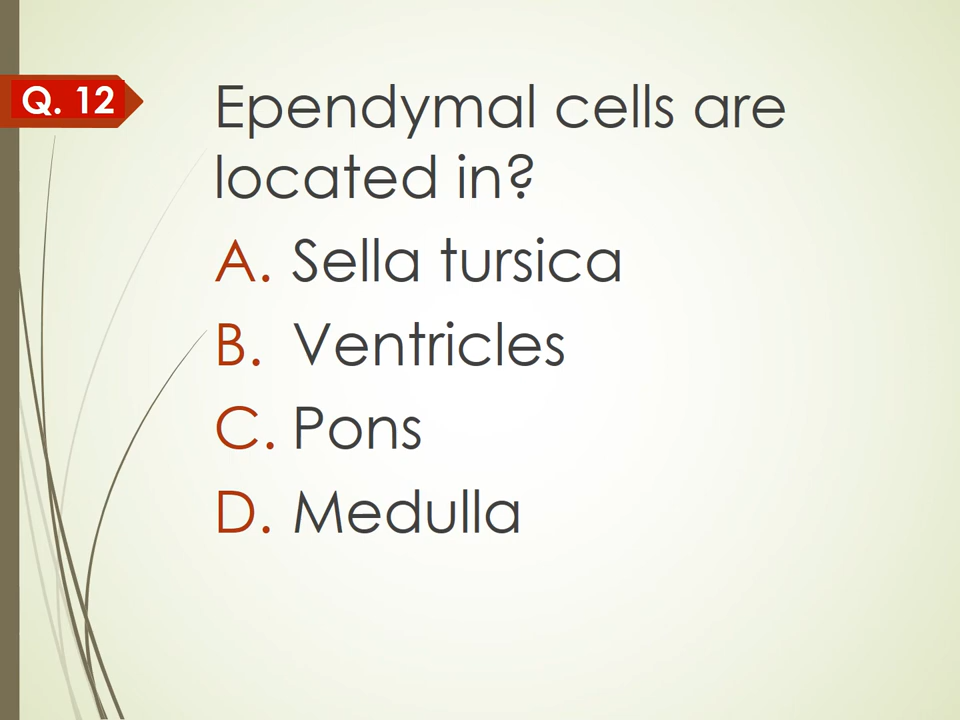 Q. 12
Ependymal cells are
located in?
A. Sella tursica
B. Ventricles
C. Pons
D. Medulla